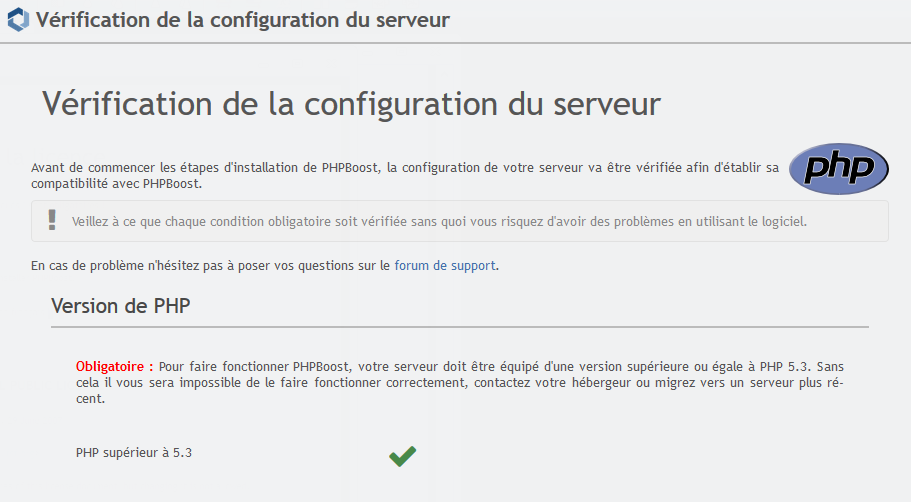 Vérification de la configuration du serveur
Vérification de la configuration du serveur
Avant de commencer les étapes d'installation de PHPBoost, la configuration de votre serveur va être vérifiée afin d'établir sa
compatibilité avec PHPBoost.
php
Veillez à ce que chaque condition obligatoire soit vérifiée sans quoi vous risquez d'avoir des problèmes en utilisant le logiciel.
En cas de problème n'hésitez pas à poser vos questions sur le forum de support.
Version de PHP
Obligatoire : Pour faire fonctionner PHPBoost, votre serveur doit être équipé d'une version supérieure ou égale à PHP 5.3. Sans
cela il vous sera impossible de le faire fonctionner correctement, contactez votre hébergeur ou migrez vers un serveur plus ré-
cent.
PHP supérieur à 5.3